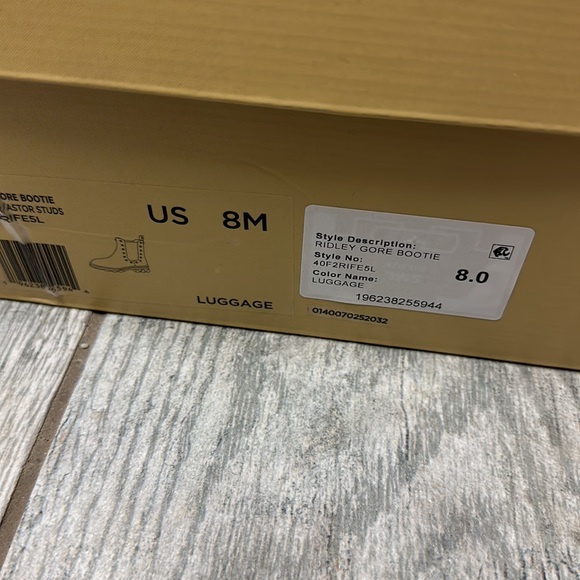 ORE BOOTIE
/ASTOR STUDS
RIFE5L
US 8M
LUGGAGE
Style Description:
RIDLEY GORE BOOTIE
Style No:
40F2RIFE5L
Color Name:
LUGGAGE
8.0
196238255944
01400702S2032